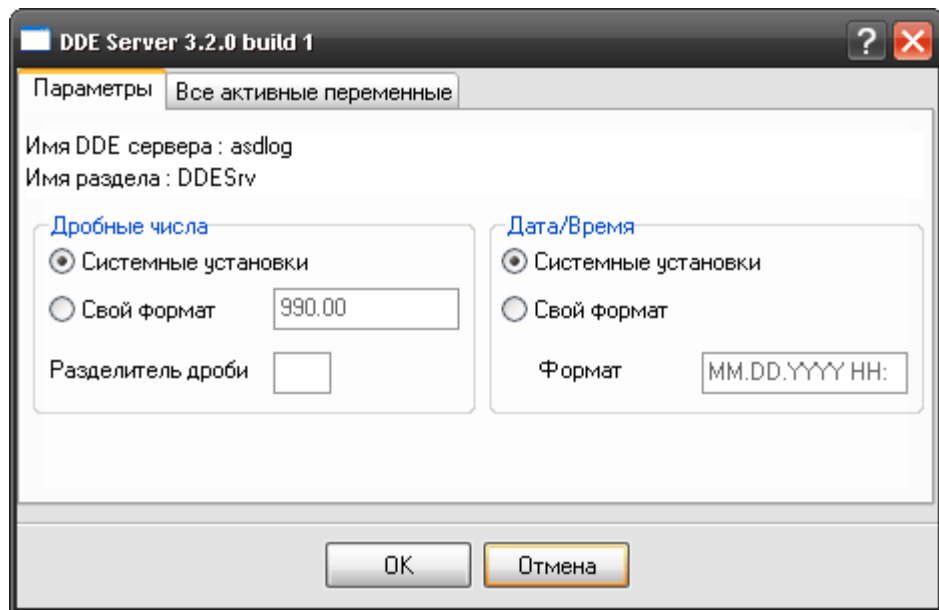 DDE Server 3.2.0 build 1
Параметры Все активные переменные
Имя DDE сервера : asdlog
Имя раздела : DDESrv
Дробные числа
Системные установки
Свой формат 990.00
Разделитель дроби
Дата/Время
Системные установки
Свой формат
Формат MM.DD.YYYY HH:
OK Отмена